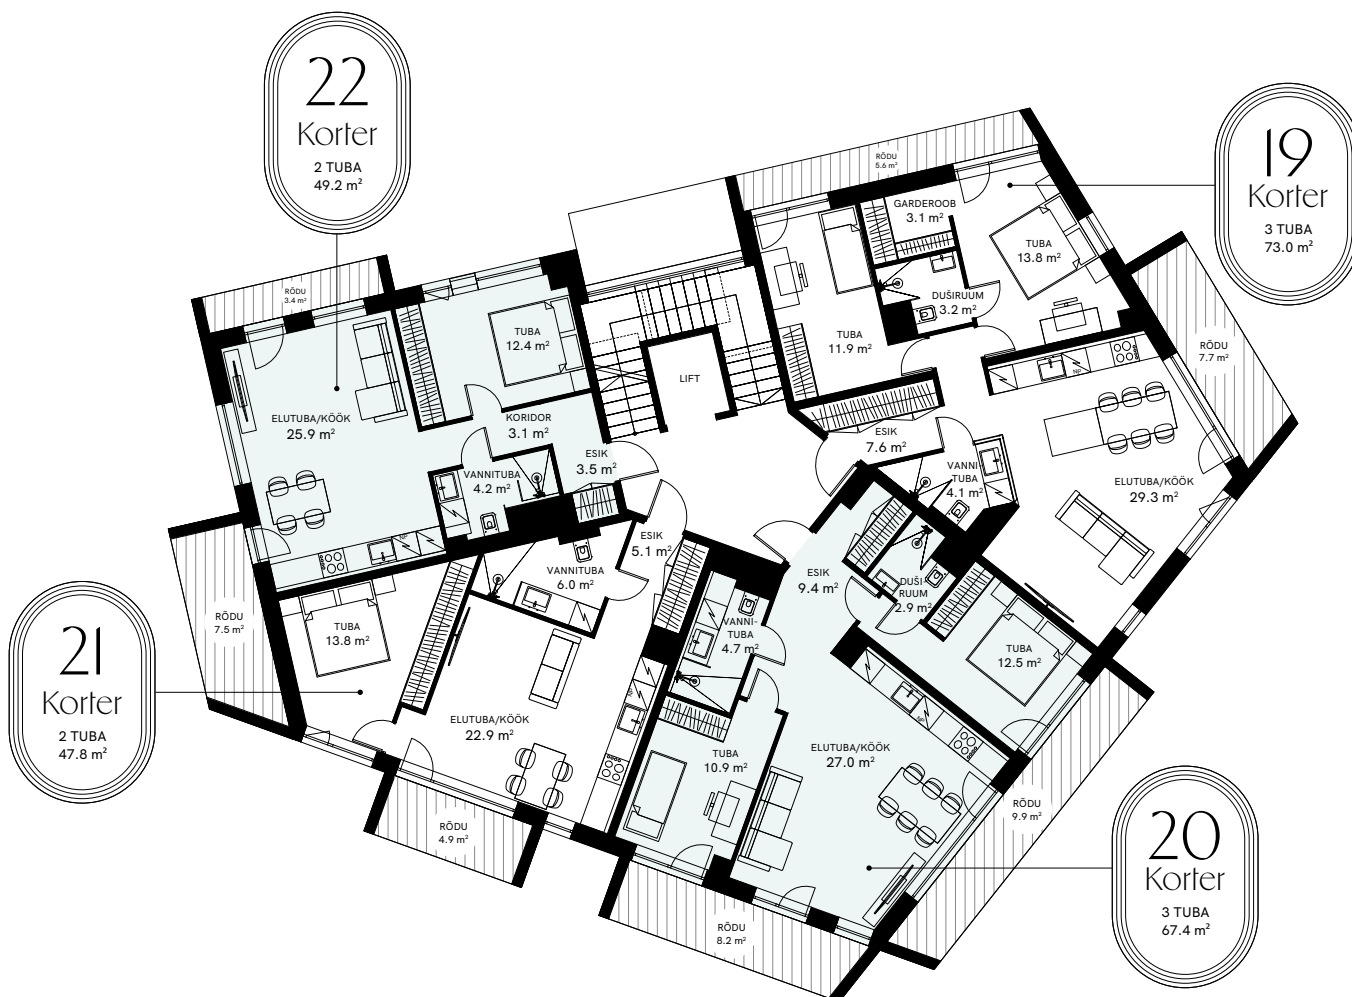 22
Korter
2 TUBA
49.2 m²
19
Korter
3 TUBA
73.0 m²
RÕDU
5.6 m²
GARDEROOB
3.1 m²
TUBA
13.8 m²
DUŠIRUUM
3.2 m²
TUBA
11.9 m²
RÕDU
7.7 m²
RÕDU
3.4 m²
TUBA
12.4 m²
LIFT
ELUTUBA/KÖÖK
25.9 m²
KORIDOR
3.1 m²
ESIK
3.5 m²
VANNITUBA
4.2 m²
NP
ESIK
7.6 m²
VANNI-
TUBA
4.1 m²
NP
ELUTUBA/KÖÖK
29.3 m²
ESIK
5.1 m²
VANNITUBA
6.0 m²
ESIK
9.4 m²
DUŠI-
RUUM
2.9 m²
RÕDU
7.5 m²
TUBA
13.8 m²
VANNI-
TUBA
4.7 m²
TUBA
12.5 m²
21
Korter
2 TUBA
47.8 m²
ELUTUBA/KÖÖK
22.9 m²
NP
TUBA
10.9 m²
ELUTUBA/KÖÖK
27.0 m²
NP
RÕDU
4.9 m²
RÕDU
9.9 m²
RÕDU
8.2 m²
20
Korter
3 TUBA
67.4 m²